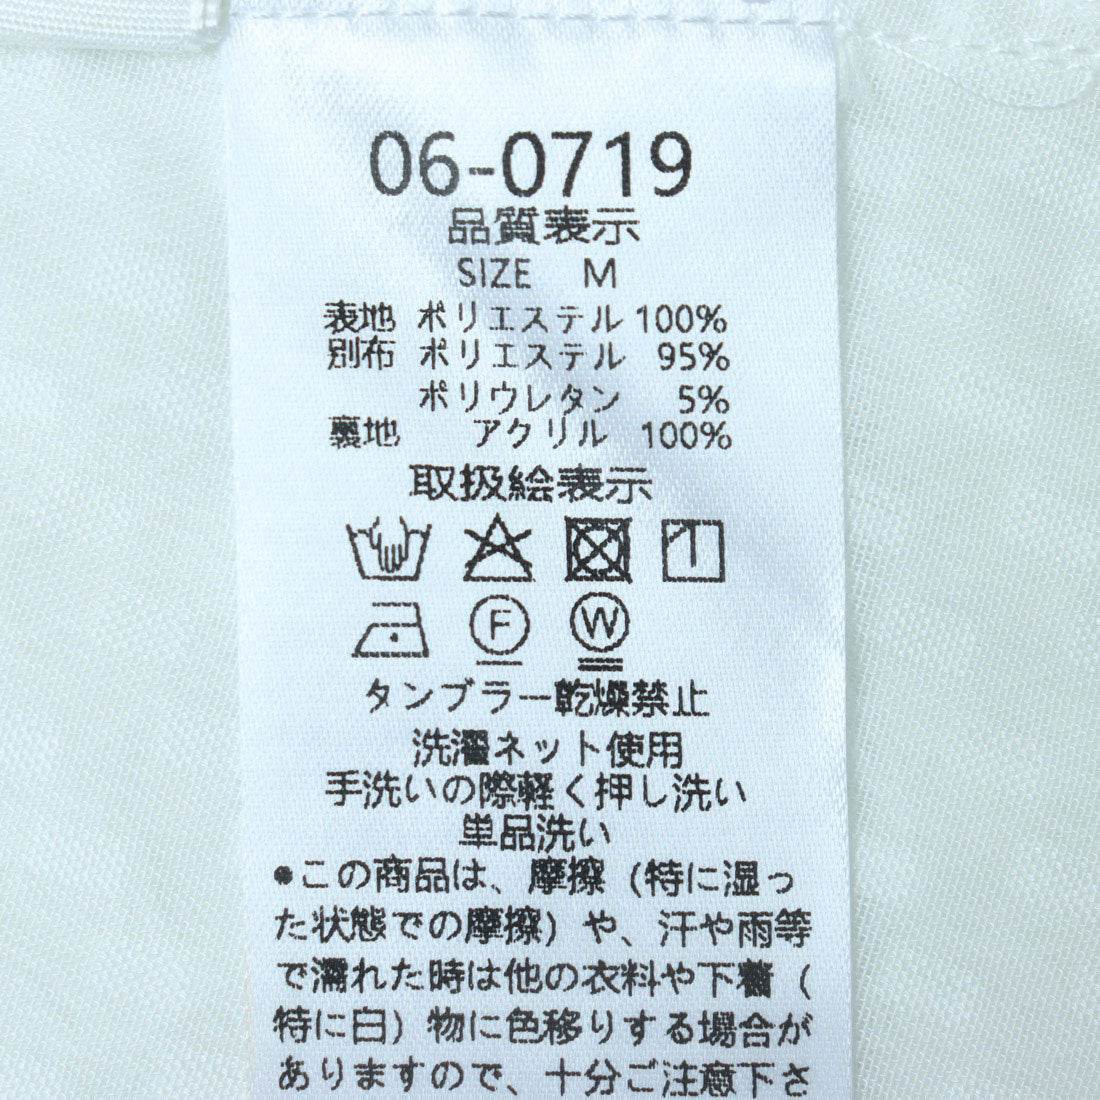 06-0719
品質表示
SIZE M
表地 ポリエステル 100%
別布 ポリエステル 95%
ポリウレタン 5%
裏地 アクリル 100%
取扱絵表示
F W
タンブラー乾燥禁止
洗濯ネット使用
手洗いの際軽く押し洗い
単品洗い
●この商品は、摩擦（特に湿っ
た状態での摩擦）や、汗や雨等
で濡れた時は他の衣料や下着（
特に白）物に色移りする場合が
ありますので、十分ご注意下さ